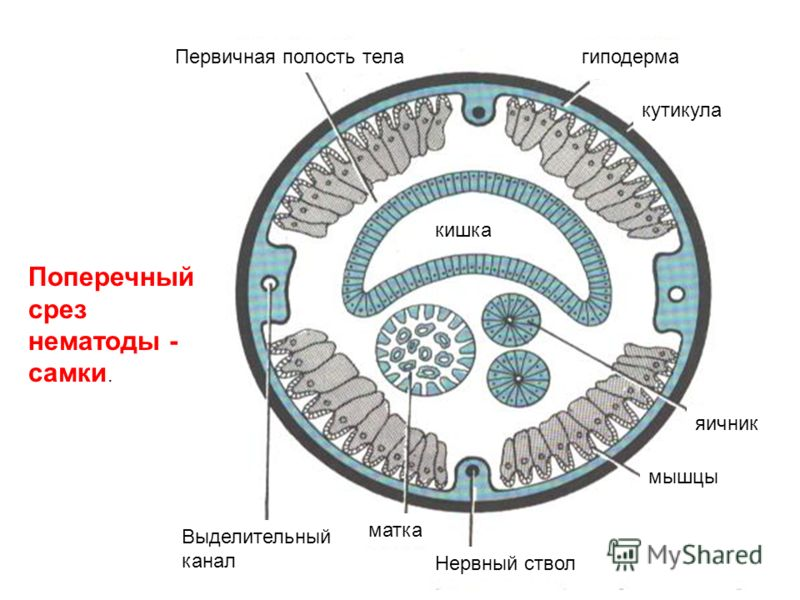 Первичная полость тела
гиподерма
кутикула
кишка
Поперечный
срез
нематоды -
самки.
яичник
мышцы
матка
Выделительный
канал
Нервный ствол
MyShared